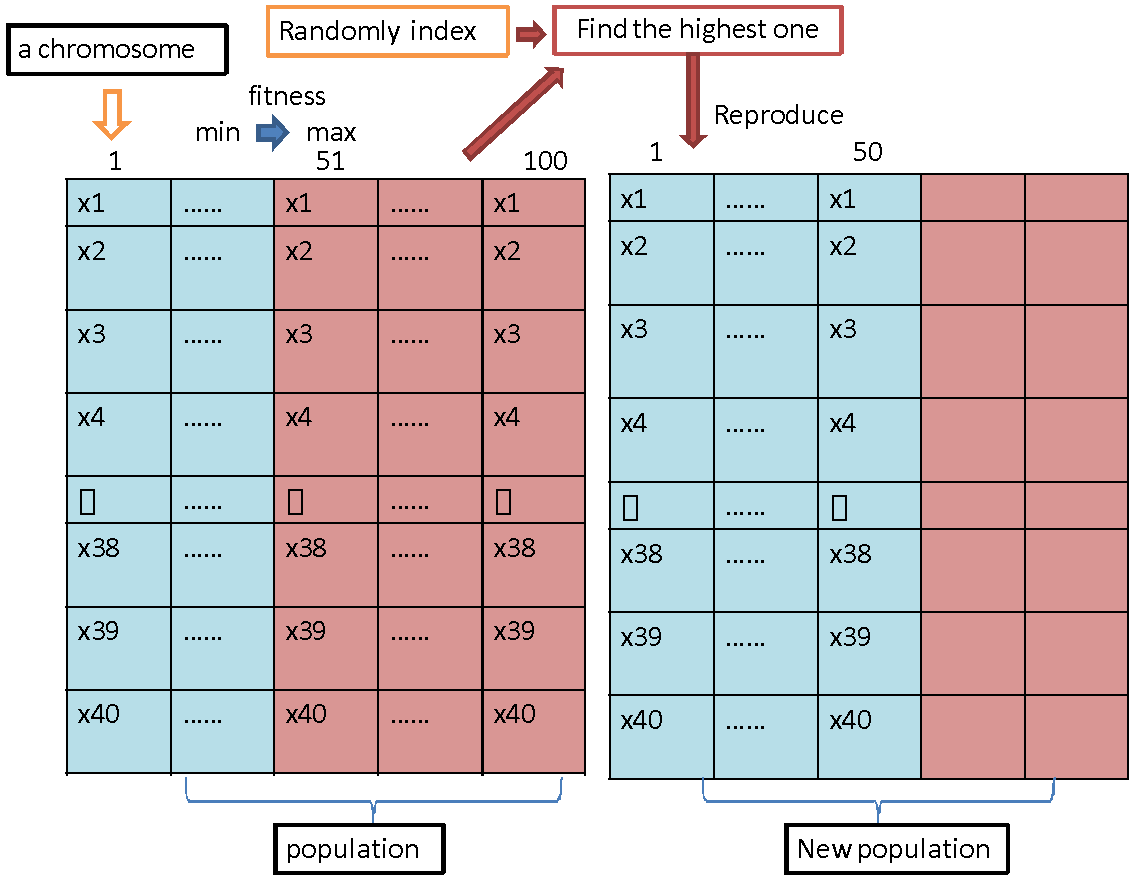 a chromosome
Randomly index
Find the highest one
fitness
min max
Reproduce
1 51 100
x1 ...... x1 ...... x1
x2 ...... x2 ...... x2
x3 ...... x3 ...... x3
x4 ...... x4 ...... x4
...... ......
x38 ...... x38 ...... x38
x39 ...... x39 ...... x39
x40 ...... x40 ...... x40
population
1 50
x1 ...... x1
x2 ...... x2
x3 ...... x3
x4 ...... x4
......
x38 ...... x38
x39 ...... x39
x40 ...... x40
New population